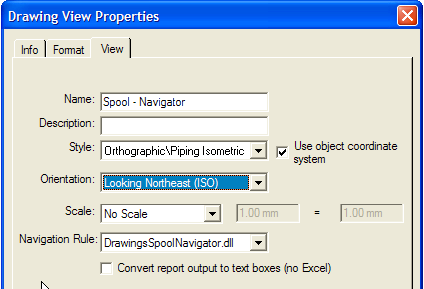 Drawing View Properties
Info Format View
Name: Spool - Navigator
Description:
Style: Orthographic\Piping Isometric Use object coordinate
system
Orientation: Looking Northeast (ISO)
Scale: No Scale 1.00 mm = 1.00 mm
Navigation Rule: DrawingsSpoolNavigator.dll
Convert report output to text boxes (no Excel)